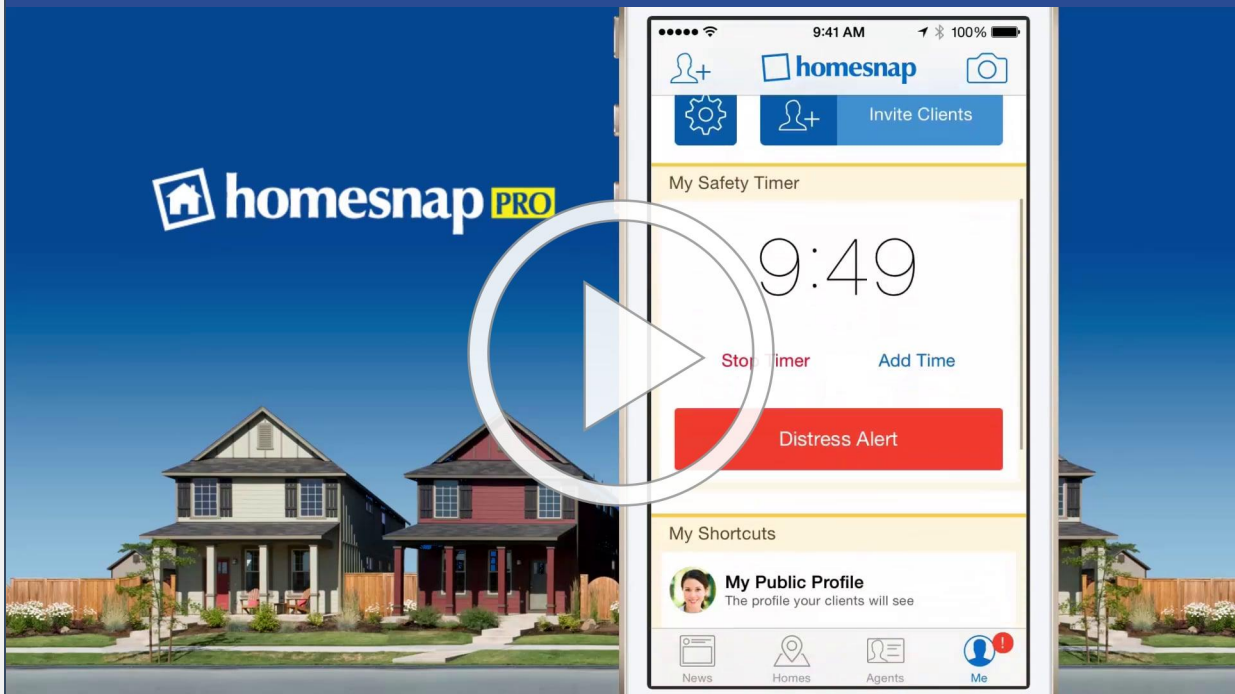 homesnap PRO
9:41 AM
100%
homesnap
Invite Clients
My Safety Timer
9:49
Stop Timer
Add Time
Distress Alert
My Shortcuts
My Public Profile
The profile your clients will see
!
News
Homes
Agents
Me